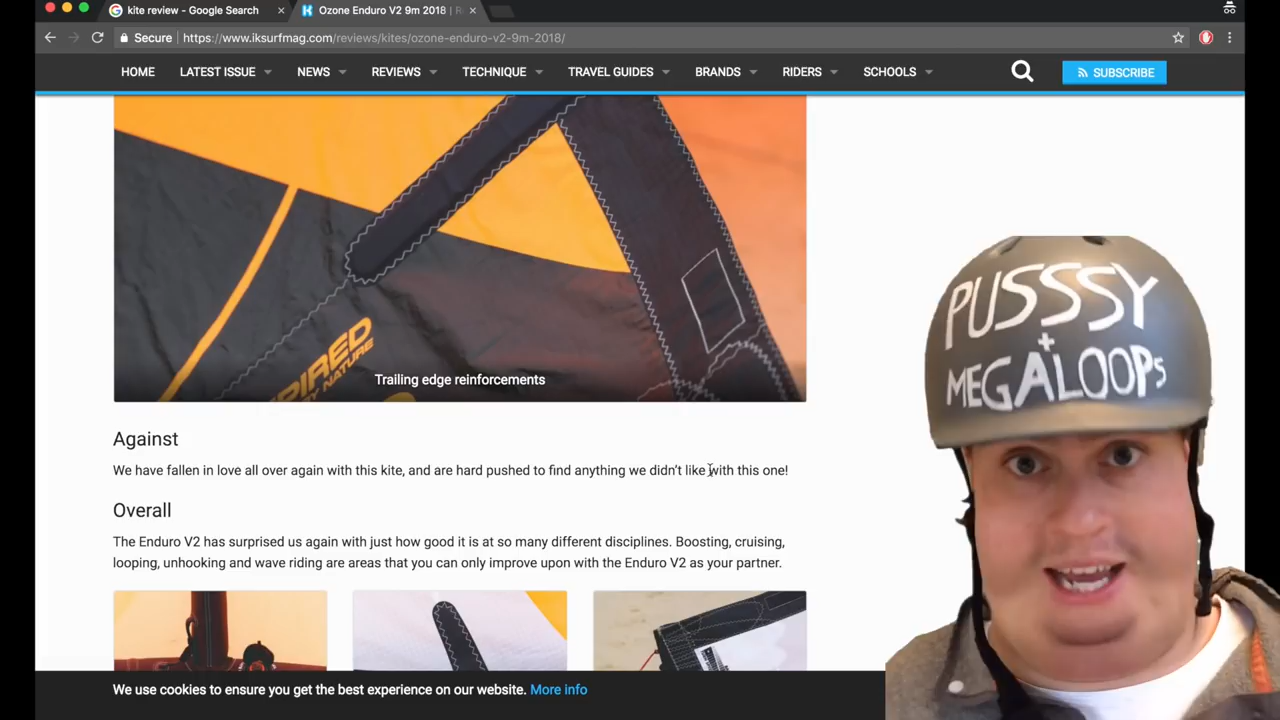 kite review - Google Search
Ozone Enduro V2 9m 2018 | R
Secure
https://www.iksurfmag.com/reviews/kites/ozone-enduro-v2-9m-2018/
HOME LATEST ISSUE NEWS REVIEWS TECHNIQUE TRAVEL GUIDES BRANDS RIDERS SCHOOLS SUBSCRIBE
PUSSSY
+
MEGALOOPS
Trailing edge reinforcements
Against
We have fallen in love all over again with this kite, and are hard pushed to find anything we didn't like with this one!
Overall
The Enduro V2 has surprised us again with just how good it is at so many different disciplines. Boosting, cruising,
looping, unhooking and wave riding are areas that you can only improve upon with the Enduro V2 as your partner.
We use cookies to ensure you get the best experience on our website. More info